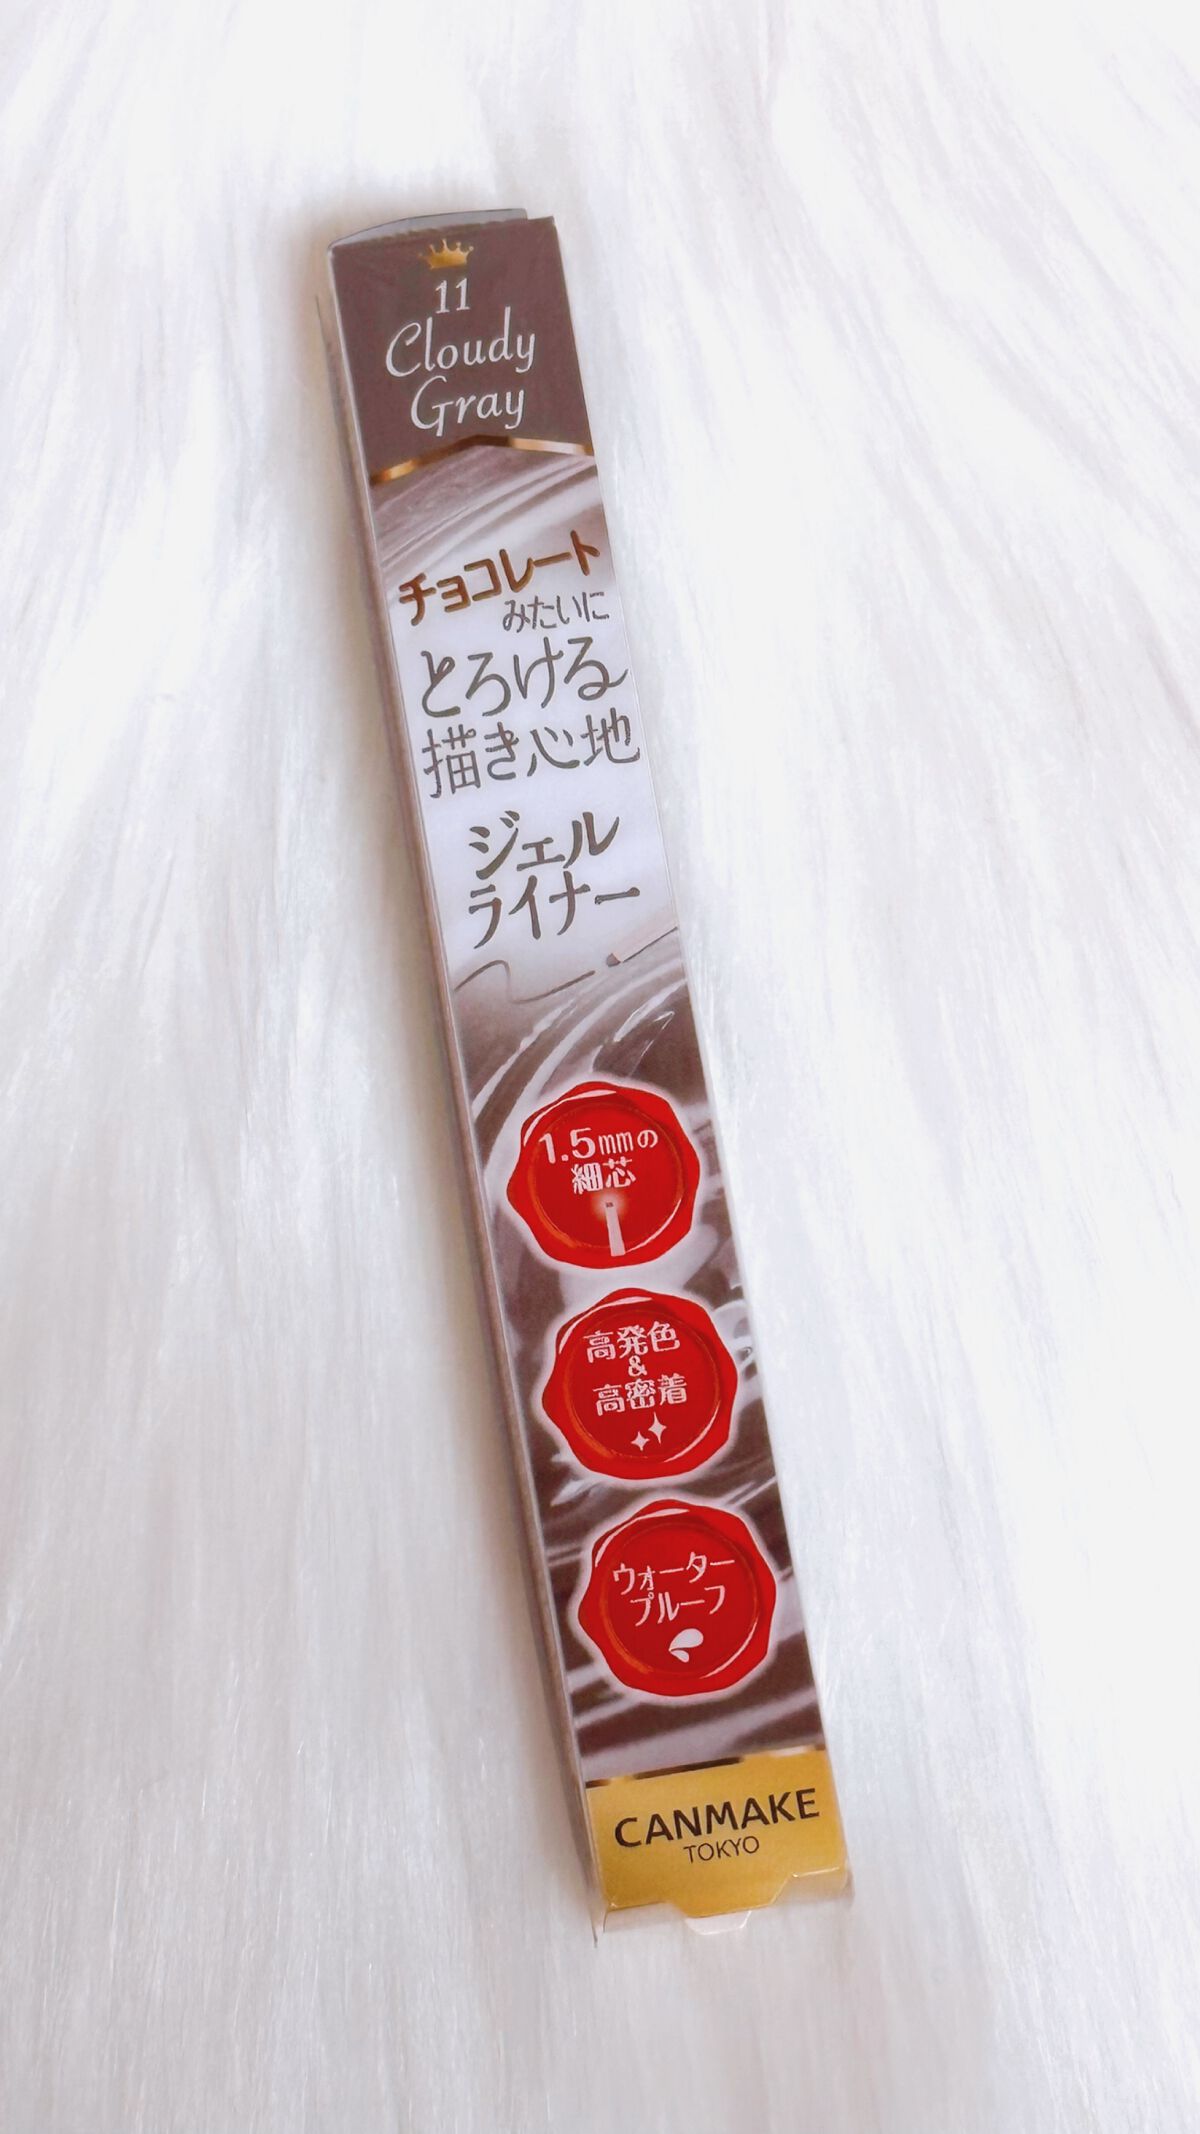 11
Cloudy
Gray
チョコレート
みたいに
とろける
描き心地
ジェル
ライナー
1.5mmの
細芯
高発色
&
高密着
ウォーター
プルーフ
CANMAKE
TOKYO